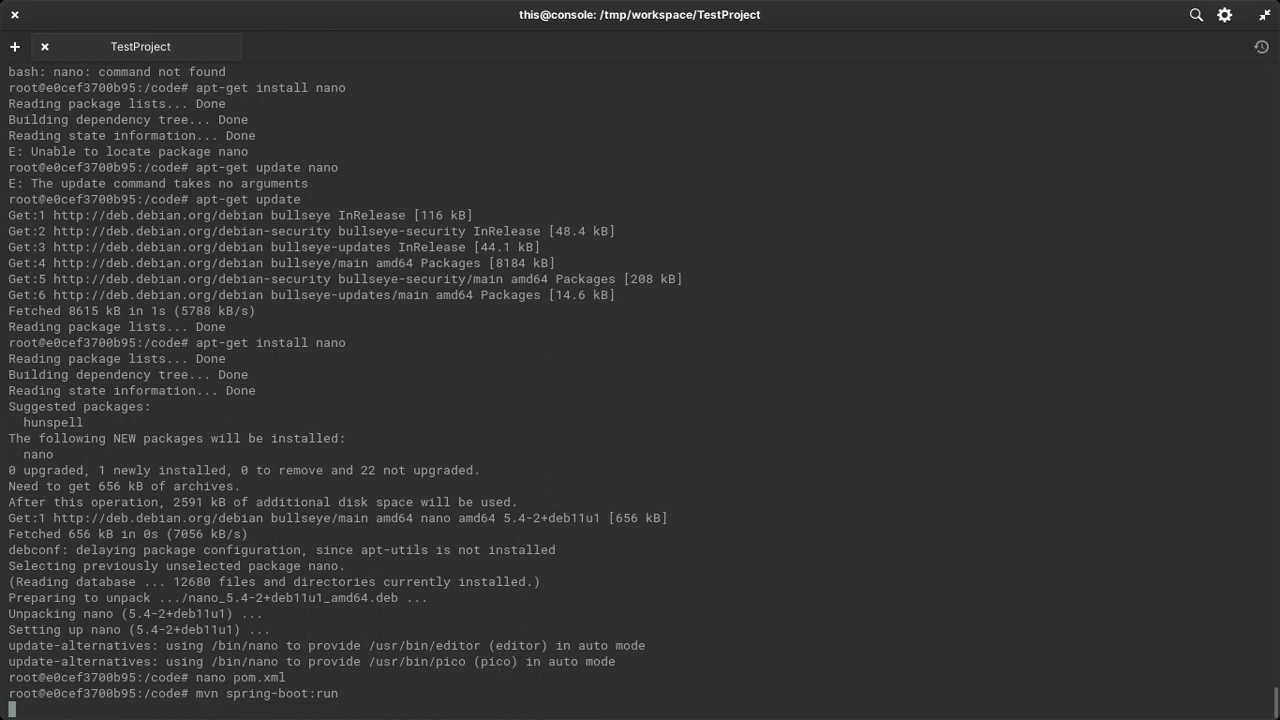 this@console: /tmp/workspace/TestProject
TestProject
bash: nano: command not found
root@e0cef3700b95:/code# apt-get install nano
Reading package lists... Done
Building dependency tree... Done
Reading state information... Done
E: Unable to locate package nano
root@e0cef3700b95:/code# apt-get update nano
E: The update command takes no arguments
root@e0cef3700b95:/code# apt-get update
Get:1 http://deb.debian.org/debian bullseye InRelease [116 kB]
Get:2 http://deb.debian.org/debian-security bullseye-security InRelease [48.4 kB]
Get:3 http://deb.debian.org/debian bullseye-updates InRelease [44.1 kB]
Get:4 http://deb.debian.org/debian bullseye/main amd64 Packages [8184 kB]
Get:5 http://deb.debian.org/debian-security bullseye-security/main amd64 Packages [208 kB]
Get:6 http://deb.debian.org/debian bullseye-updates/main amd64 Packages [14.6 kB]
Fetched 8615 kB in 1s (5788 kB/s)
Reading package lists... Done
root@e0cef3700b95:/code# apt-get install nano
Reading package lists... Done
Building dependency tree... Done
Reading state information... Done
Suggested packages:
  hunspell
The following NEW packages will be installed:
  nano
0 upgraded, 1 newly installed, 0 to remove and 22 not upgraded.
Need to get 656 kB of archives.
After this operation, 2591 kB of additional disk space will be used.
Get:1 http://deb.debian.org/debian bullseye/main amd64 nano amd64 5.4-2+deb11u1 [656 kB]
Fetched 656 kB in 0s (7056 kB/s)
debconf: delaying package configuration, since apt-utils is not installed
Selecting previously unselected package nano.
(Reading database ... 12680 files and directories currently installed.)
Preparing to unpack .../nano_5.4-2+deb11u1_amd64.deb ...
Unpacking nano (5.4-2+deb11u1) ...
Setting up nano (5.4-2+deb11u1) ...
update-alternatives: using /bin/nano to provide /usr/bin/editor (editor) in auto mode
update-alternatives: using /bin/nano to provide /usr/bin/pico (pico) in auto mode
root@e0cef3700b95:/code# nano pom.xml
root@e0cef3700b95:/code# mvn spring-boot:run